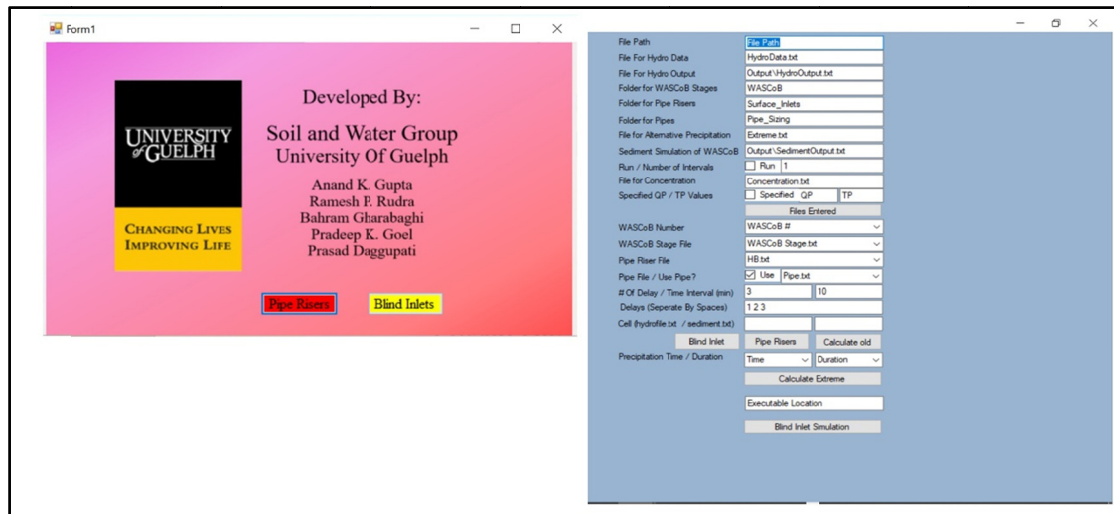 Form1
UNIVERSITY
of GUELPH
CHANGING LIVES
IMPROVING LIFE
Developed By:
Soil and Water Group
University Of Guelph
Anand K. Gupta
Ramesh P. Rudra
Bahram Gharabaghi
Pradeep K. Goel
Prasad Daggupati
Pipe Risers Blind Inlets
File Path File Path
File For Hydro Data HydroData.txt
File For Hydro Output Output\HydroOutput.txt
Folder for WASCoB Stages WASCoB
Folder for Pipe Risers Surface_Inlets
Folder for Pipes Pipe_Sizing
File for Alternative Precipitation Extreme.txt
Sediment Simulation of WASCoB Output\SedimentOutput.txt
Run / Number of Intervals Run 1
File for Concentration Concentration.txt
Specified QP / TP Values Specified QP TP
Files Entered
WASCoB Number WASCoB #
WASCoB Stage File WASCoB Stage.txt
Pipe Riser File HB.txt
Pipe File / Use Pipe? Use Pipe.txt
# Of Delay / Time Interval (min) 3 10
Delays (Seperate By Spaces) 1 2 3
Cell (hydrofile.txt / sediment.txt)
Blind Inlet Pipe Risers Calculate old
Precipitation Time / Duration Time Duration
Calculate Extreme
Executable Location
Blind Inlet Simulation